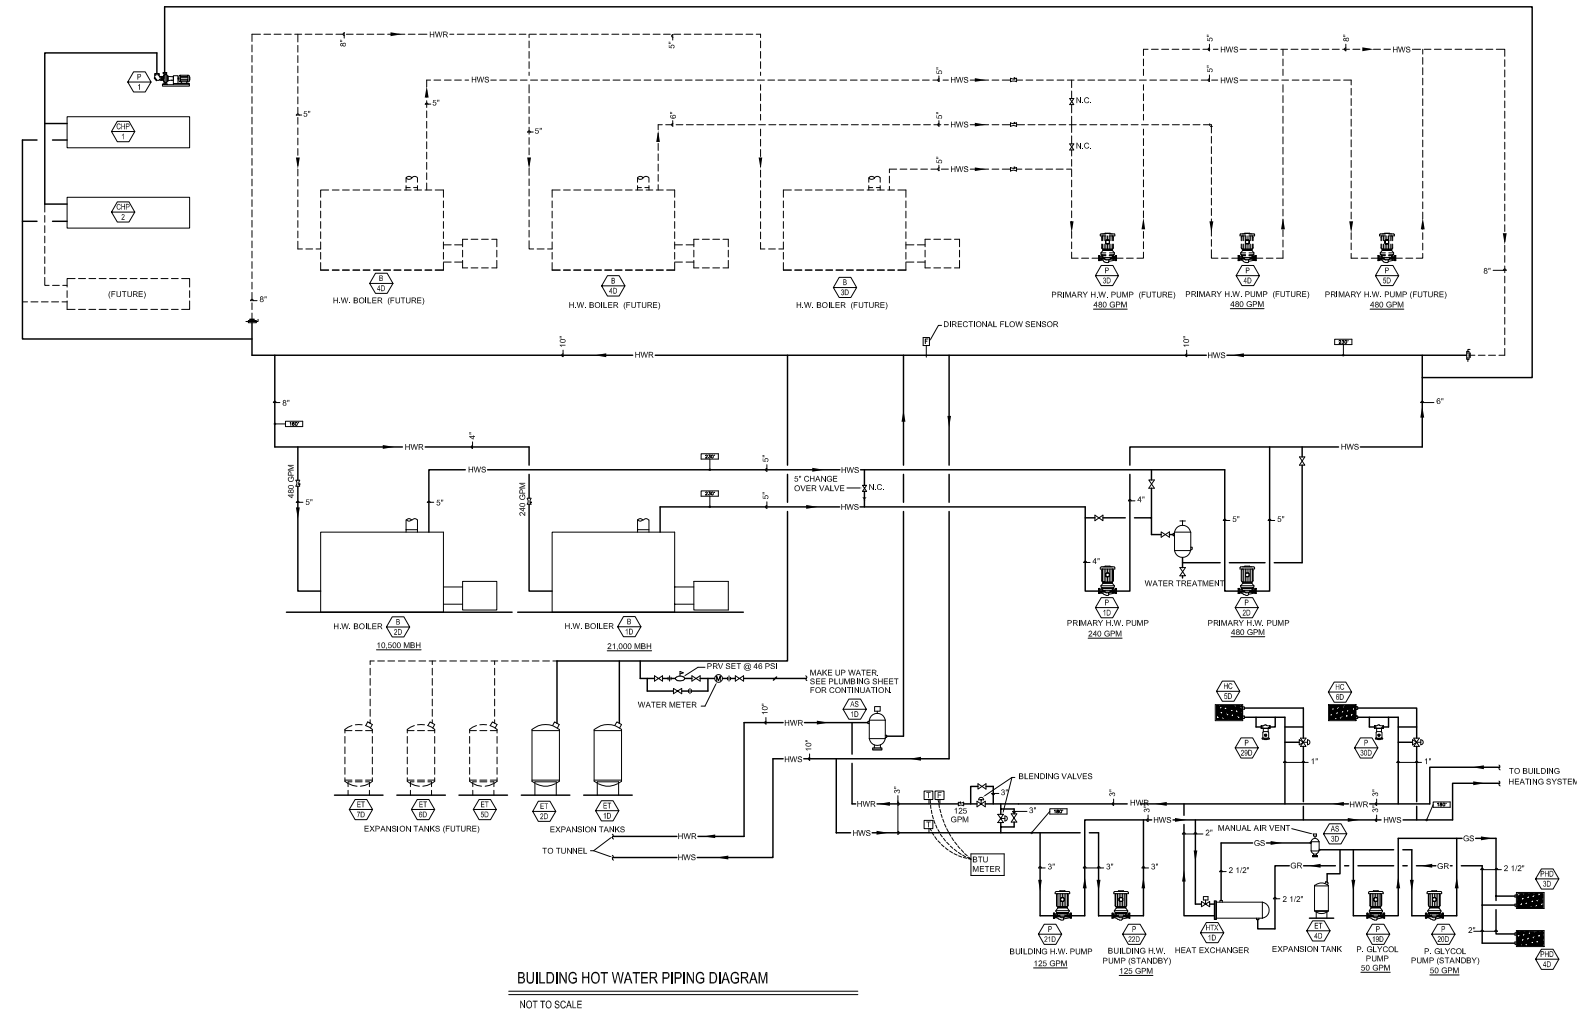 HWR
8"
5"
5"
HWS
8"
5"
HWS
5"
HWS
5"
P
1
5"
N.C.
5"
6"
5"
HWS
5"
CHP
1
N.C.
5"
HWS
CHP
2
(FUTURE)
B
4D
H.W. BOILER (FUTURE)
B
4D
H.W. BOILER (FUTURE)
B
3D
H.W. BOILER (FUTURE)
P
3D
PRIMARY H.W. PUMP (FUTURE)
480 GPM
P
4D
PRIMARY H.W. PUMP (FUTURE)
480 GPM
P
5D
PRIMARY H.W. PUMP (FUTURE)
480 GPM
8"
8"
F
DIRECTIONAL FLOW SENSOR
10"
HWR
10"
HWS
230°
8"
180°
6"
HWR
4"
HWS
480 GPM
5"
HWS
230°
5"
HWS
5" CHANGE
OVER VALVE
N.C.
240 GPM
5"
5"
230°
5"
HWS
4"
5"
5"
4"
WATER TREATMENT
H.W. BOILER
B
2D
10,500 MBH
H.W. BOILER
B
1D
21,000 MBH
P
1D
PRIMARY H.W. PUMP
240 GPM
P
2D
PRIMARY H.W. PUMP
480 GPM
PRV SET @ 46 PSI
M
WATER METER
MAKE UP WATER.
SEE PLUMBING SHEET
FOR CONTINUATION.
AS
1D
10"
HWR
10"
HWS
HC
5D
HC
6D
P
29D
P
30D
1"
1"
TO BUILDING
HEATING SYSTEM
BLENDING VALVES
3"
HWR
T
F
125
GPM
3"
3"
180°
3"
HWR
3"
3"
180°
HWS
T
3"
HWS
ET
7D
ET
6D
ET
5D
EXPANSION TANKS (FUTURE)
ET
2D
ET
1D
EXPANSION TANKS
HWR
TO TUNNEL
HWS
BTU
METER
3"
3"
3"
2"
MANUAL AIR VENT
AS
3D
GS
GS
GR
GR
2 1/2"
2 1/2"
2 1/2"
2"
PHD
3D
PHD
4D
P
21D
BUILDING H.W. PUMP
125 GPM
P
22D
BUILDING H.W.
PUMP (STANDBY)
125 GPM
HTX
1D
HEAT EXCHANGER
ET
4D
EXPANSION TANK
P
19D
P. GLYCOL
PUMP
50 GPM
P
20D
P. GLYCOL
PUMP (STANDBY)
50 GPM
BUILDING HOT WATER PIPING DIAGRAM
NOT TO SCALE